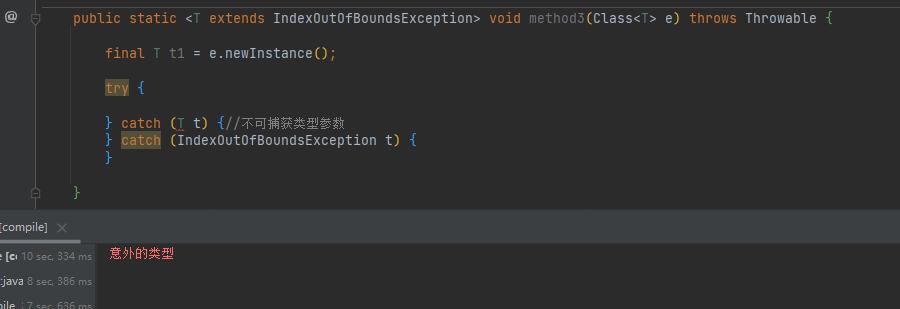 @ public static <T extends IndexOutOfBoundsException> void method3(Class<T> e) throws Throwable {
final T t1 = e.newInstance();
try {
} catch (T t) {//不可捕获类型参数
} catch (IndexOutOfBoundsException t) {
}
}
[compile] ×
e [co 10 sec, 334 ms 意外的类型
:java 8 sec, 386 ms
pile 7 sec, 636 ms